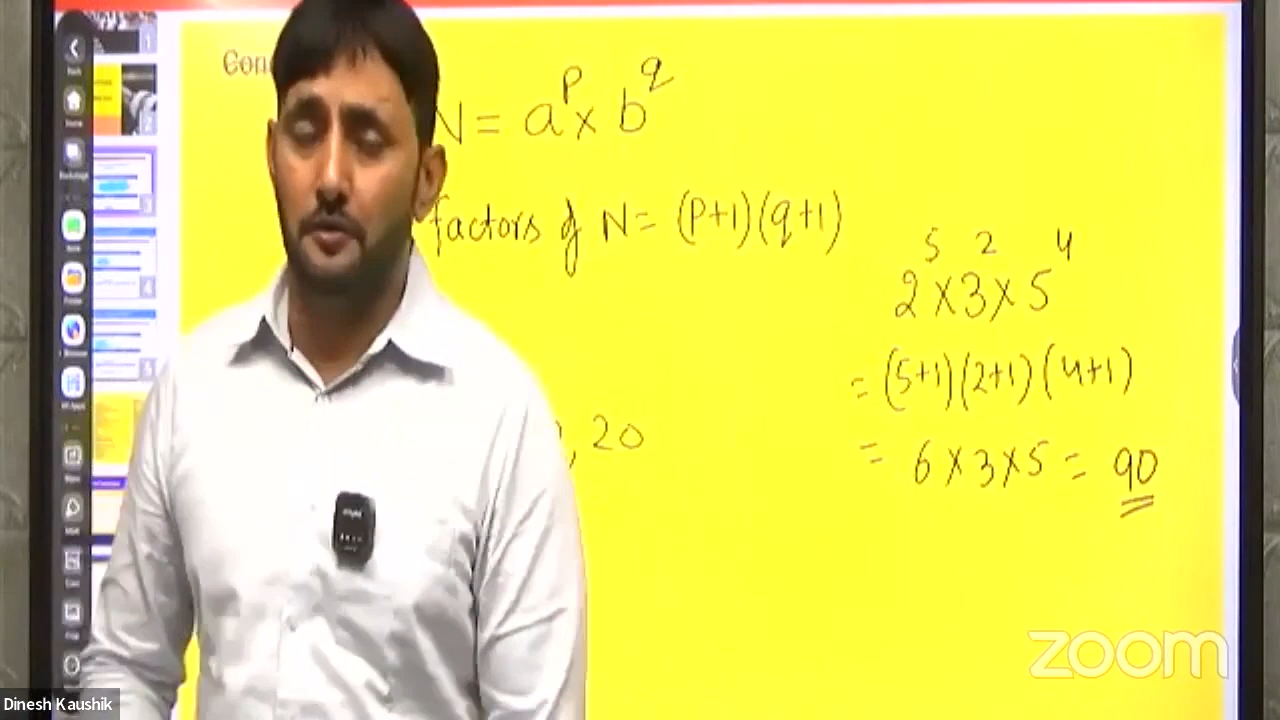 N = a^p × b^q
factors of N = (p+1)(q+1)
2^5 × 3^2 × 5^4
= (5+1)(2+1)(4+1)
, 20
= 6×3×5 = 90
zoom
Dinesh Kaushik